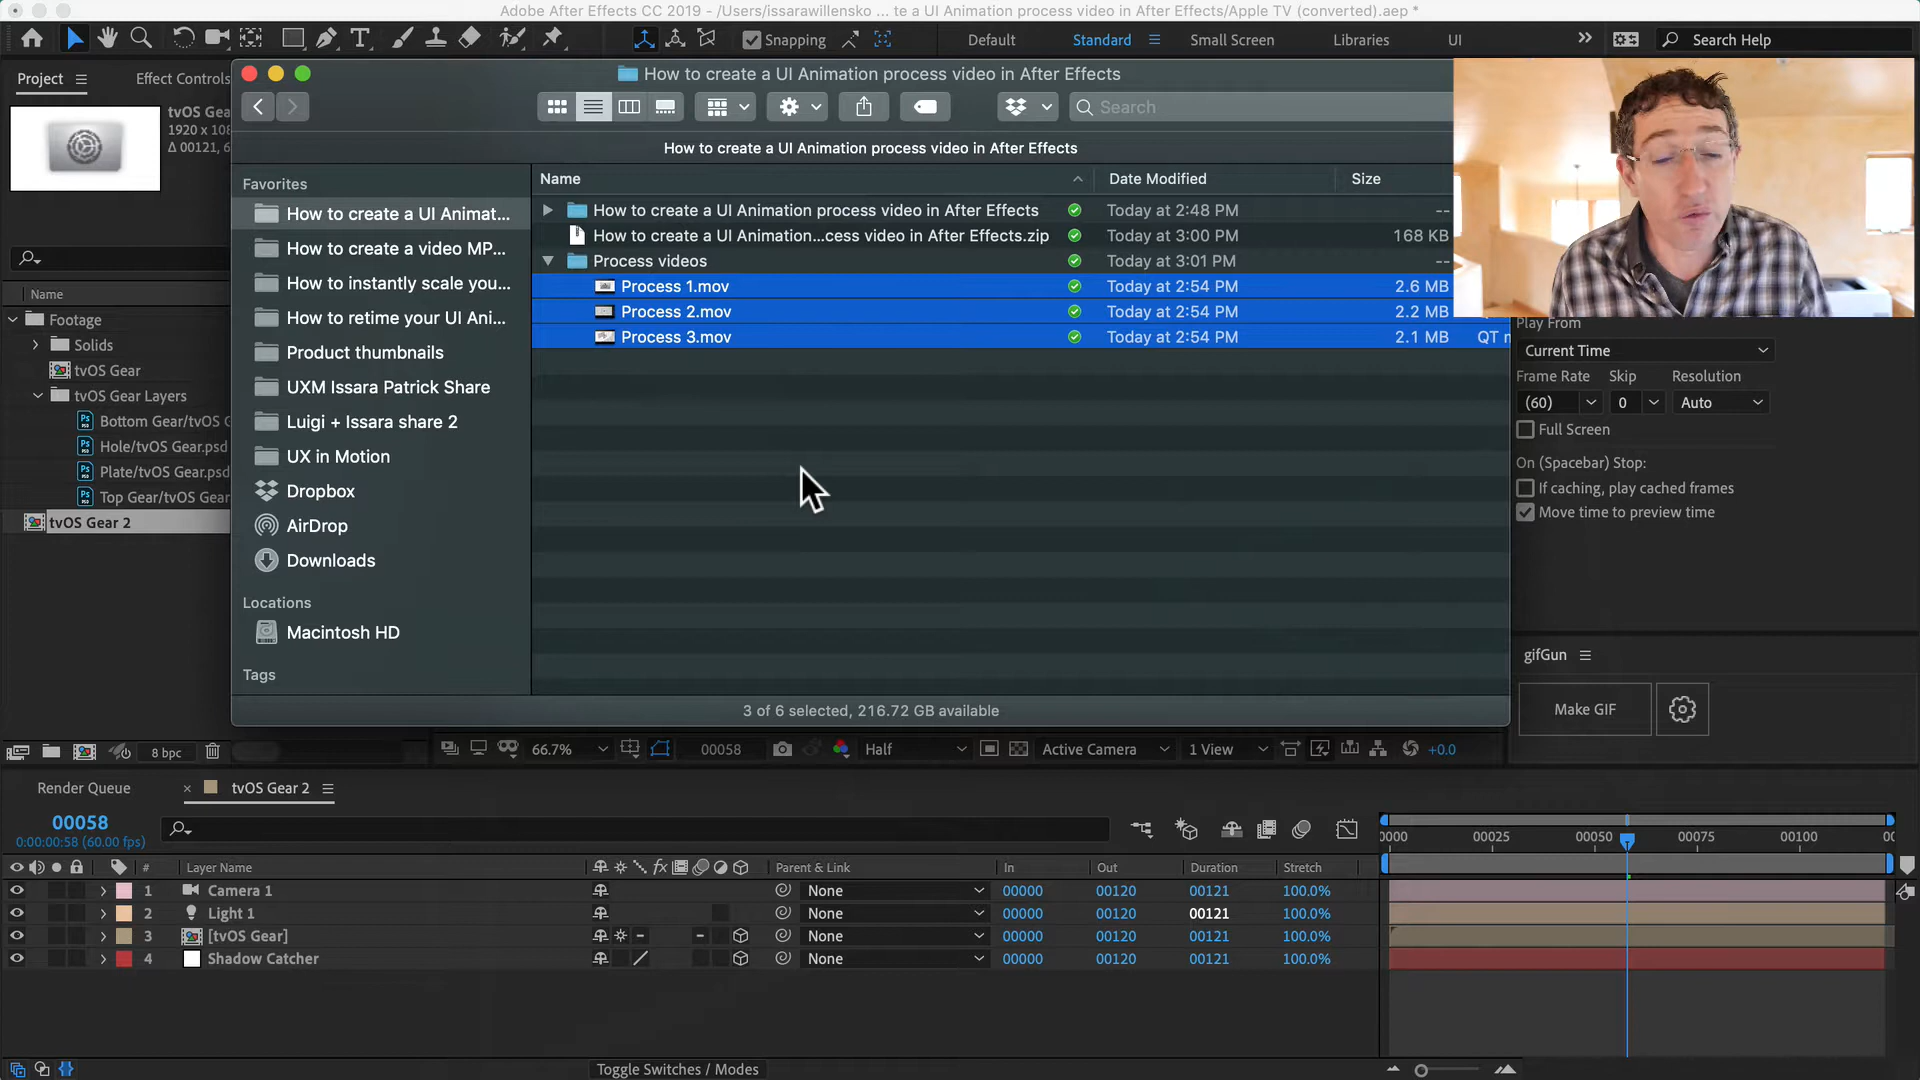 Adobe After Effects CC 2019 - /Users/issarawillensko ... te a UI Animation process video in After Effects/Apple TV (converted).aep *
Snapping
Default
Standard
Small Screen
Libraries
UI
Search Help
Project
Effect Controls
How to create a UI Animation process video in After Effects
tvOS Gea
1920 x 108
Δ 00121, 6
Search
How to create a UI Animation process video in After Effects
Favorites
Name
Date Modified
Size
How to create a UI Animat...
How to create a UI Animation process video in After Effects
Today at 2:48 PM
--
How to create a UI Animation...cess video in After Effects.zip
Today at 3:00 PM
168 KB
How to create a video MP...
Process videos
Today at 3:01 PM
--
How to instantly scale you...
Process 1.mov
Today at 2:54 PM
2.6 MB
How to retime your UI Ani...
Process 2.mov
Today at 2:54 PM
2.2 MB
Product thumbnails
Process 3.mov
Today at 2:54 PM
2.1 MB
QT m
UXM Issara Patrick Share
Luigi + Issara share 2
UX in Motion
Dropbox
AirDrop
Downloads
Locations
Macintosh HD
Tags
3 of 6 selected, 216.72 GB available
Name
Footage
Solids
tvOS Gear
tvOS Gear Layers
Bottom Gear/tvOS G
Hole/tvOS Gear.psd
Plate/tvOS Gear.psd
Top Gear/tvOS Gear
tvOS Gear 2
Play From
Current Time
Frame Rate
Skip
Resolution
(60)
0
Auto
Full Screen
On (Spacebar) Stop:
If caching, play cached frames
Move time to preview time
gifGun
Make GIF
8 bpc
66.7%
00058
Half
Active Camera
1 View
+0.0
Render Queue
× tvOS Gear 2
00058
0:00:00:58 (60.00 fps)
0000
00025
00050
00075
00100
#
Layer Name
fx
Parent & Link
In
Out
Duration
Stretch
1 Camera 1
None
00000
00120
00121
100.0%
2 Light 1
None
00000
00120
00121
100.0%
3 [tvOS Gear]
None
00000
00120
00121
100.0%
4 Shadow Catcher
None
00000
00120
00121
100.0%
Toggle Switches / Modes